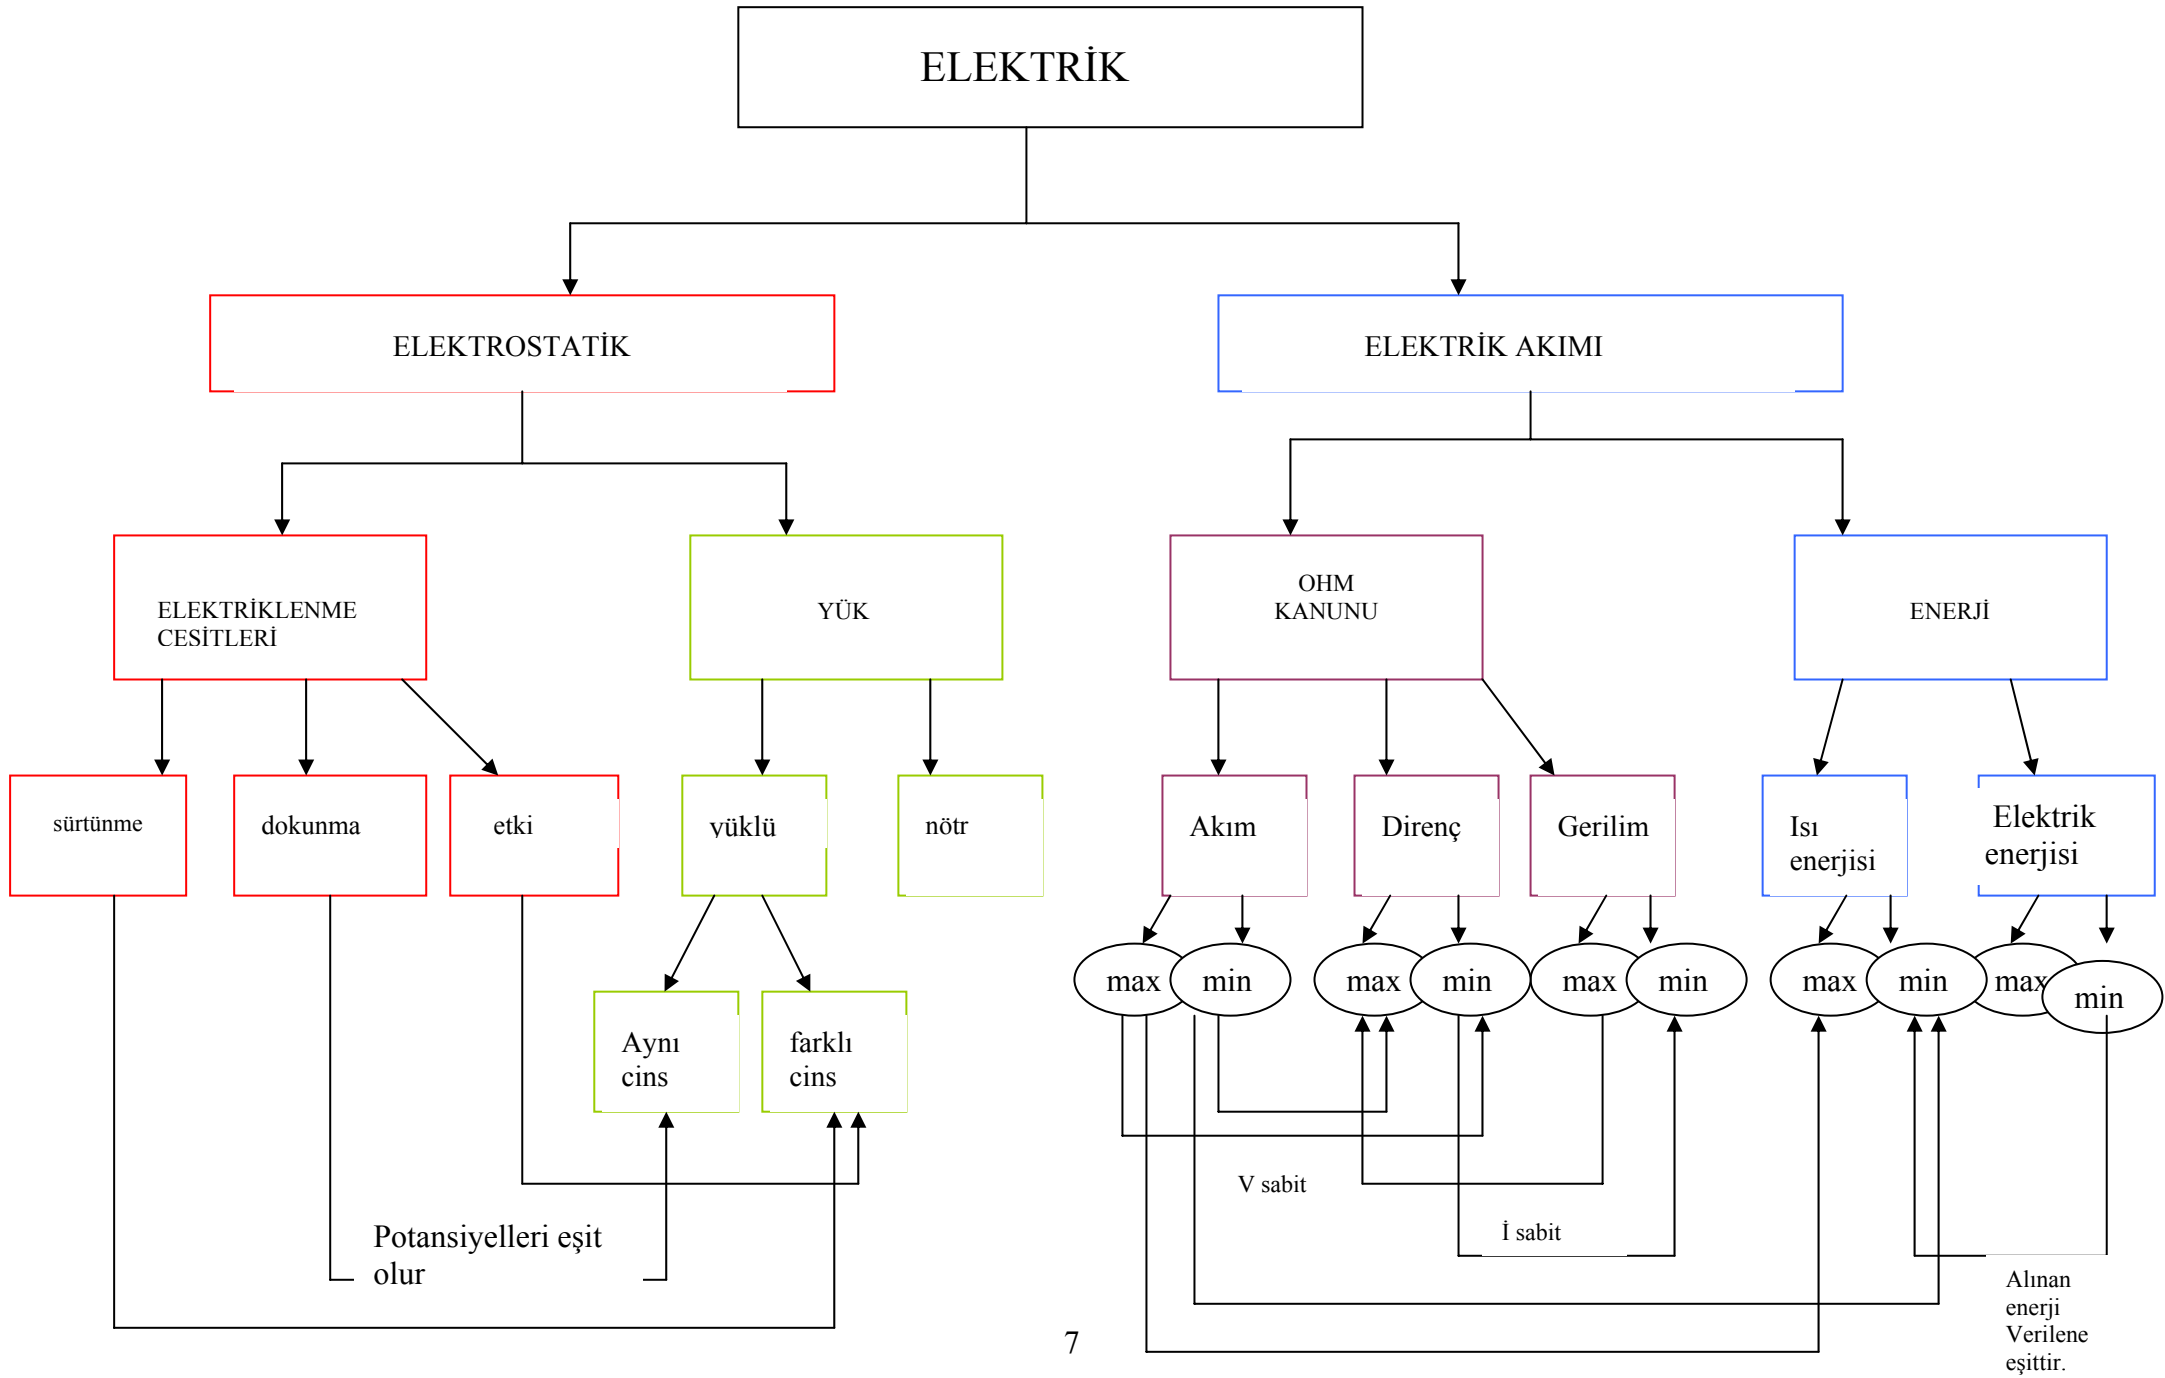 ELEKTRİK
ELEKTROSTATİK
ELEKTRİK AKIMI
ELEKTRİKLENME
CESİTLERİ
YÜK
OHM
KANUNU
ENERJİ
sürtünme
dokunma
etki
yüklü
nötr
Akım
Direnç
Gerilim
Isı
enerjisi
Elektrik
enerjisi
max
min
max
min
max
min
max
min
max
min
Aynı
cins
farklı
cins
V sabit
İ sabit
Potansiyelleri eşit
olur
Alınan
enerji
Verilene
eşittir.
7